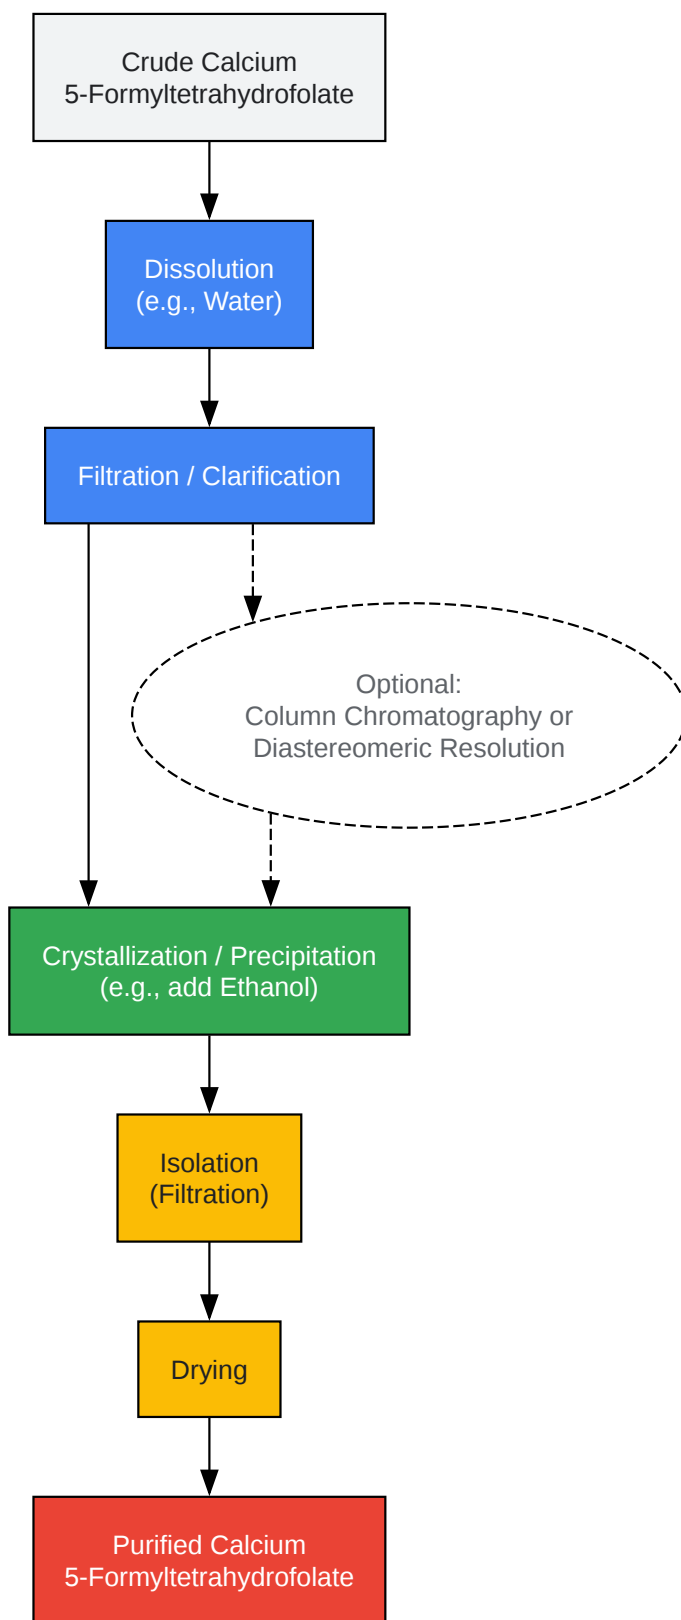 Crude Calcium
5-Formyltetrahydrofolate
Dissolution
(e.g., Water)
Filtration / Clarification
Optional:
Column Chromatography or
Diastereomeric Resolution
Crystallization / Precipitation
(e.g., add Ethanol)
Isolation
(Filtration)
Drying
Purified Calcium
5-Formyltetrahydrofolate